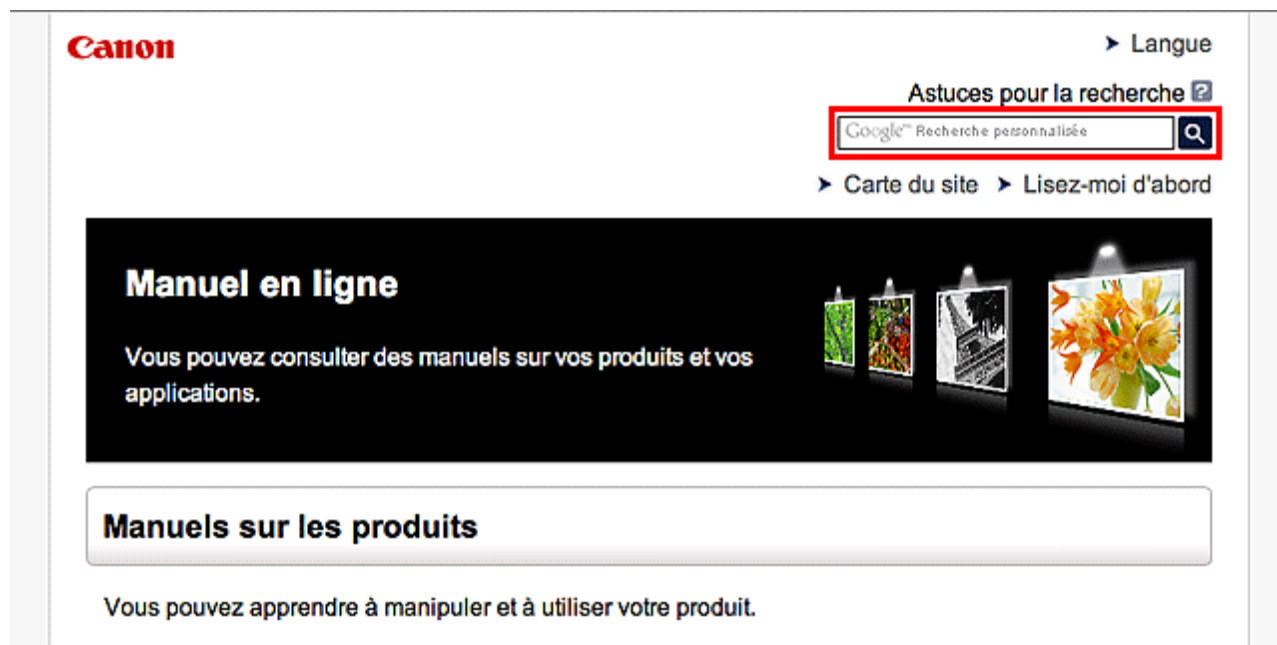 Canon
Langue
Astuces pour la recherche ?
Google™ Recherche personnalisée
Carte du site Lisez-moi d'abord
Manuel en ligne
Vous pouvez consulter des manuels sur vos produits et vos
applications.
Manuels sur les produits
Vous pouvez apprendre à manipuler et à utiliser votre produit.